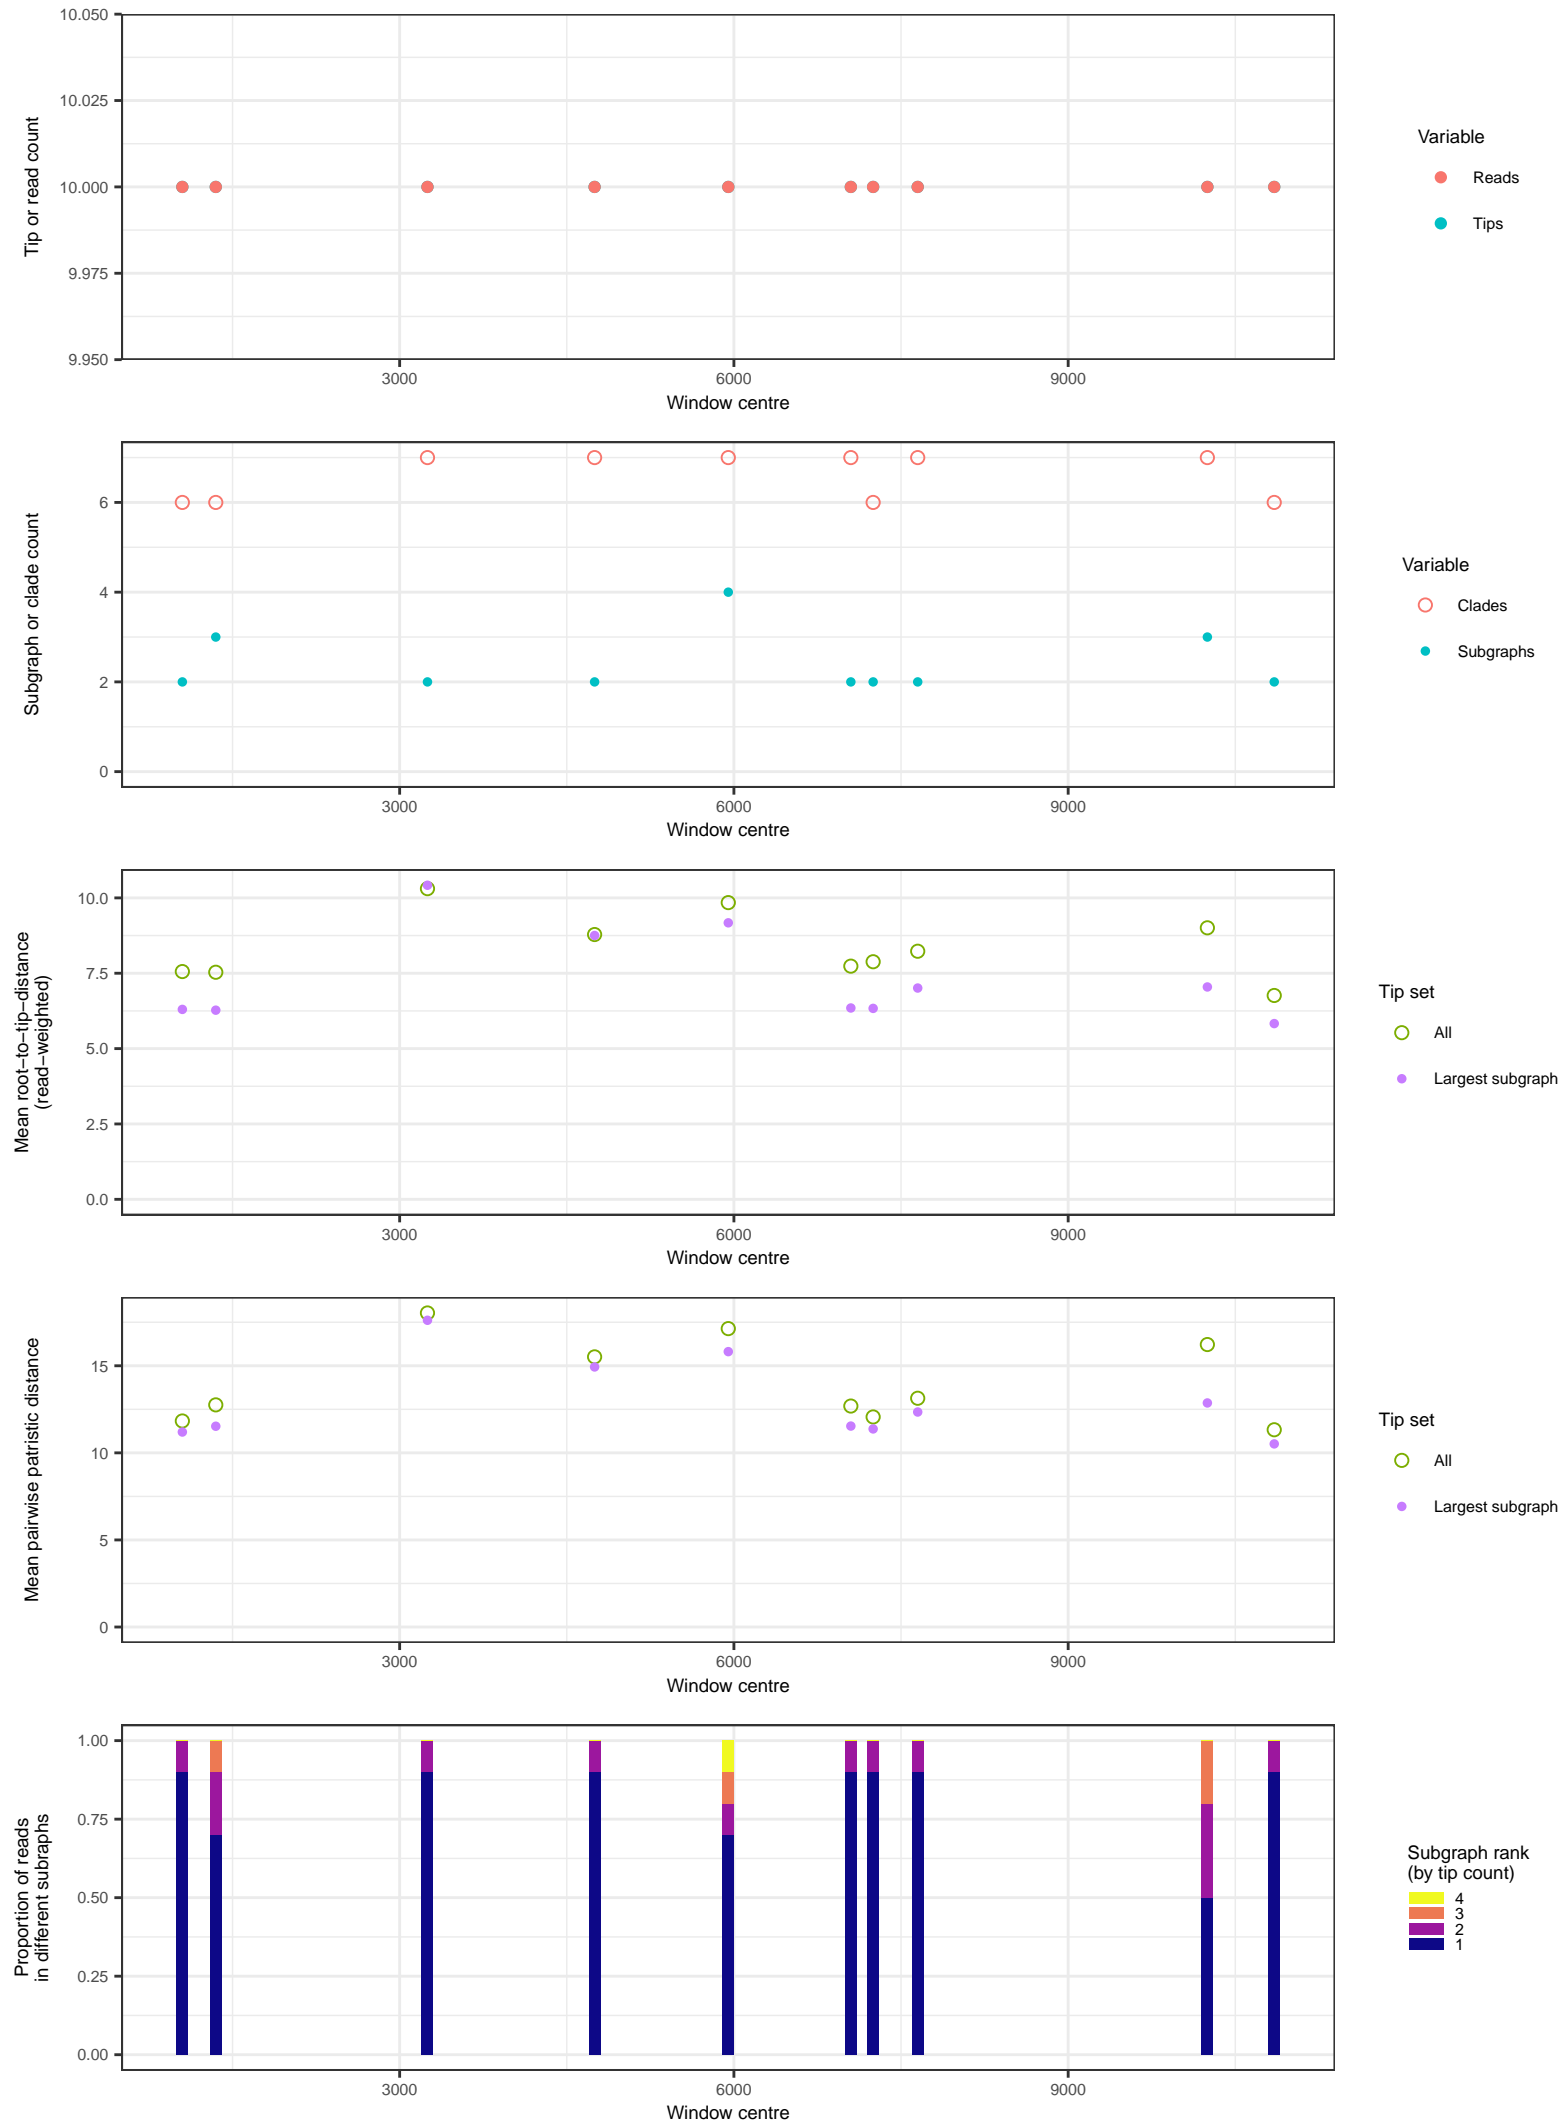 10.050
10.025
10.000
9.975
9.950
Tip or read count
3000 6000 9000
Window centre
Variable
Reads
Tips
6
4
2
0
Subgraph or clade count
3000 6000 9000
Window centre
Variable
Clades
Subgraphs
10.0
7.5
5.0
2.5
0.0
Mean root−to−tip−distance
(read−weighted)
3000 6000 9000
Window centre
Tip set
All
Largest subgraph
15
10
5
0
Mean pairwise patristic distance
3000 6000 9000
Window centre
Tip set
All
Largest subgraph
1.00
0.75
0.50
0.25
0.00
Proportion of reads
in different subraphs
3000 6000 9000
Window centre
Subgraph rank
(by tip count)
4
3
2
1